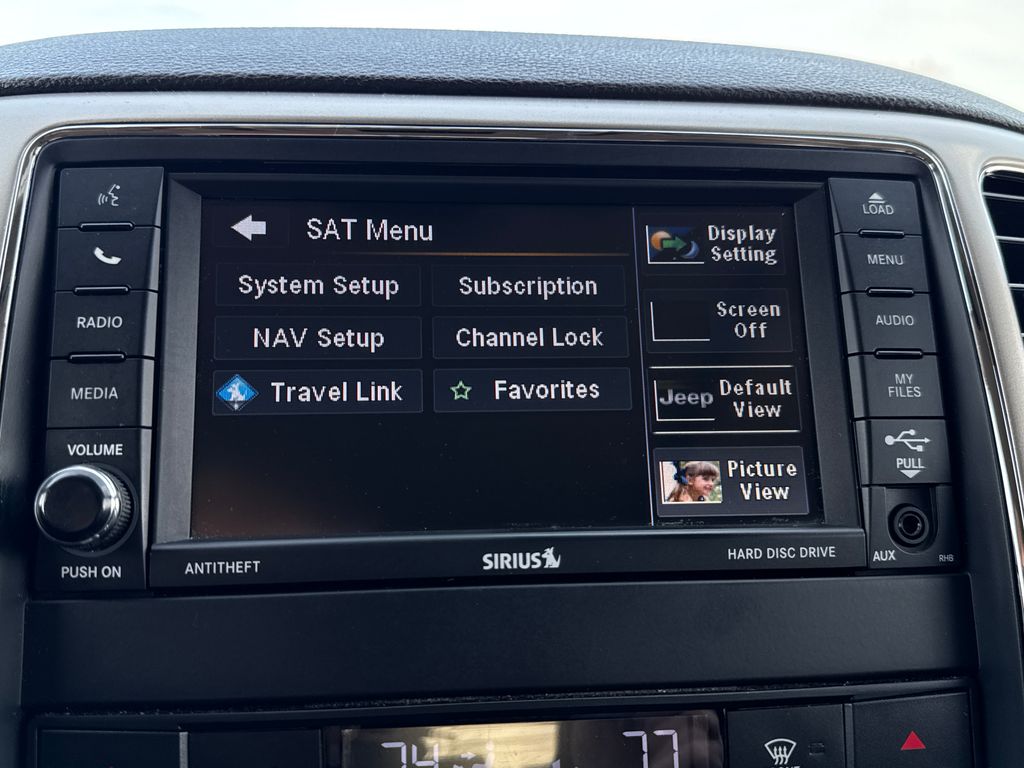 SAT Menu
System Setup
Subscription
NAV Setup
Channel Lock
Travel Link
Favorites
Display
Setting
Screen
Off
Jeep
Default
View
Picture
View
RADIO
MEDIA
VOLUME
PUSH ON
LOAD
MENU
AUDIO
MY
FILES
PULL
AUX
RHB
ANTITHEFT
SIRIUS
HARD DISC DRIVE
74
77